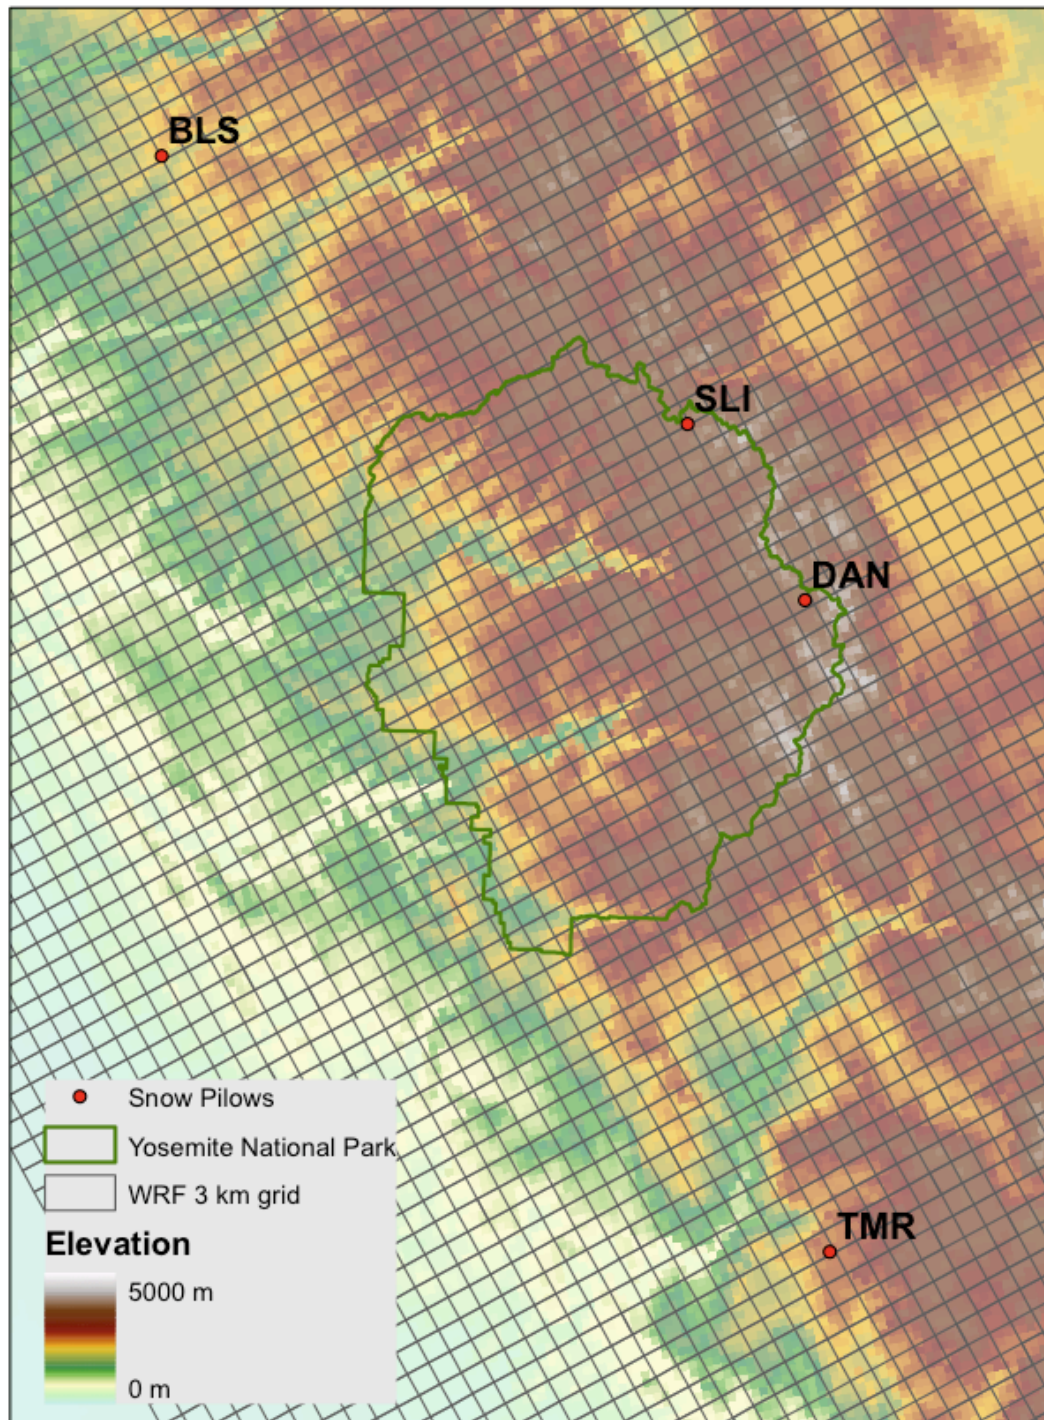 BLS
SLI
DAN
TMR
Snow Pilows
Yosemite National Park
WRF 3 km grid
Elevation
5000 m
0 m